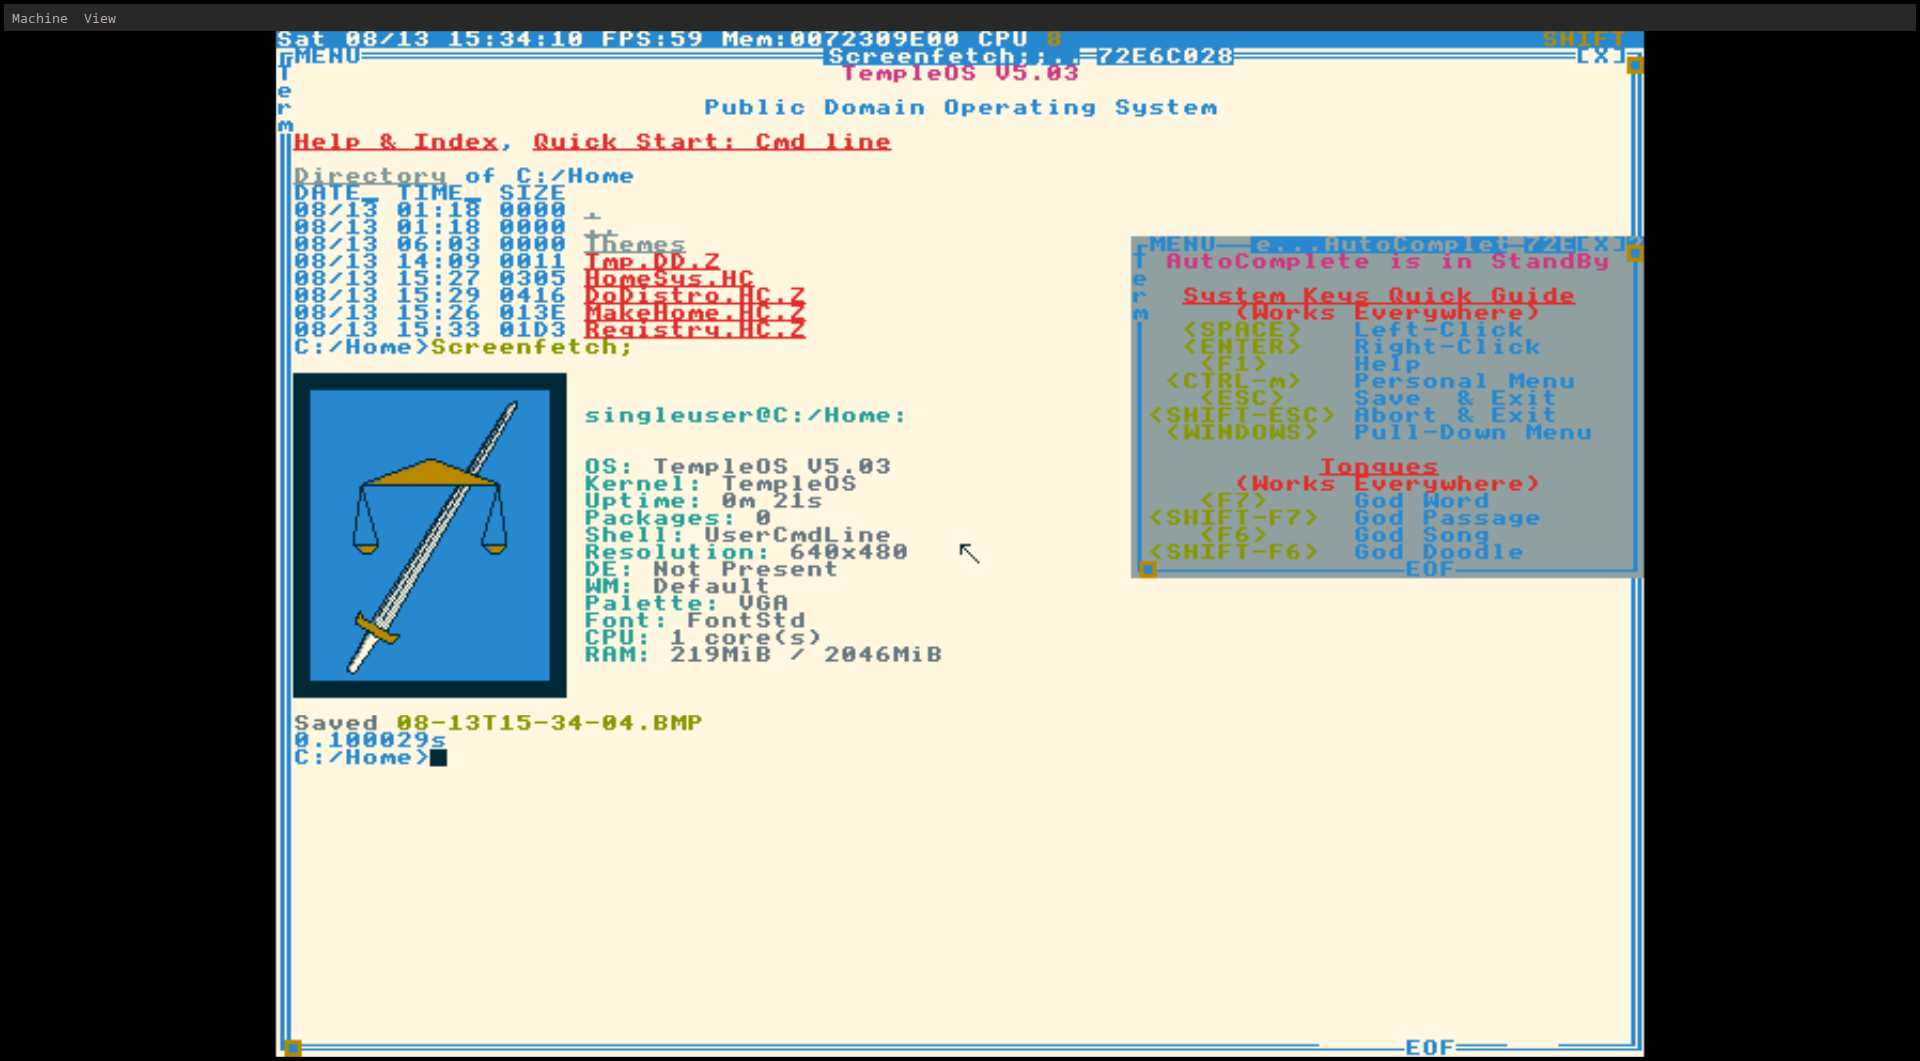 Machine View
Sat 08/13 15:34:10 FPS:59 Mem:0072309E00 CPU 8 SHIFT
MENU Screenfetch;;.. 72E6C028 [X]
Term
TempleOS V5.03
Public Domain Operating System
Help & Index, Quick Start: Cmd line
Directory of C:/Home
DATE_ TIME_ SIZE
08/13 01:18 0000 .
08/13 01:18 0000 ..
08/13 06:03 0000 Themes
08/13 14:09 0011 Tmp.DD.Z
08/13 15:27 0305 HomeSys.HC
08/13 15:29 0416 DoDistro.HC.Z
08/13 15:26 013E MakeHome.HC.Z
08/13 15:33 01D3 Registry.HC.Z
C:/Home>Screenfetch;
singleuser@C:/Home:
OS: TempleOS V5.03
Kernel: TempleOS
Uptime: 0m 21s
Packages: 0
Shell: UserCmdLine
Resolution: 640x480
DE: Not Present
WM: Default
Palette: VGA
Font: FontStd
CPU: 1 core(s)
RAM: 219MiB / 2046MiB
Saved 08-13T15-34-04.BMP
0.100029s
C:/Home>
MENU e...AutoComplet 72E[X]
Term
AutoComplete is in StandBy
System Keys Quick Guide
(Works Everywhere)
<SPACE> Left-Click
<ENTER> Right-Click
<F1> Help
<CTRL-m> Personal Menu
<ESC> Save & Exit
<SHIFT-ESC> Abort & Exit
<WINDOWS> Pull-Down Menu
Tongues
(Works Everywhere)
<F7> God Word
<SHIFT-F7> God Passage
<F6> God Song
<SHIFT-F6> God Doodle
EOF
EOF